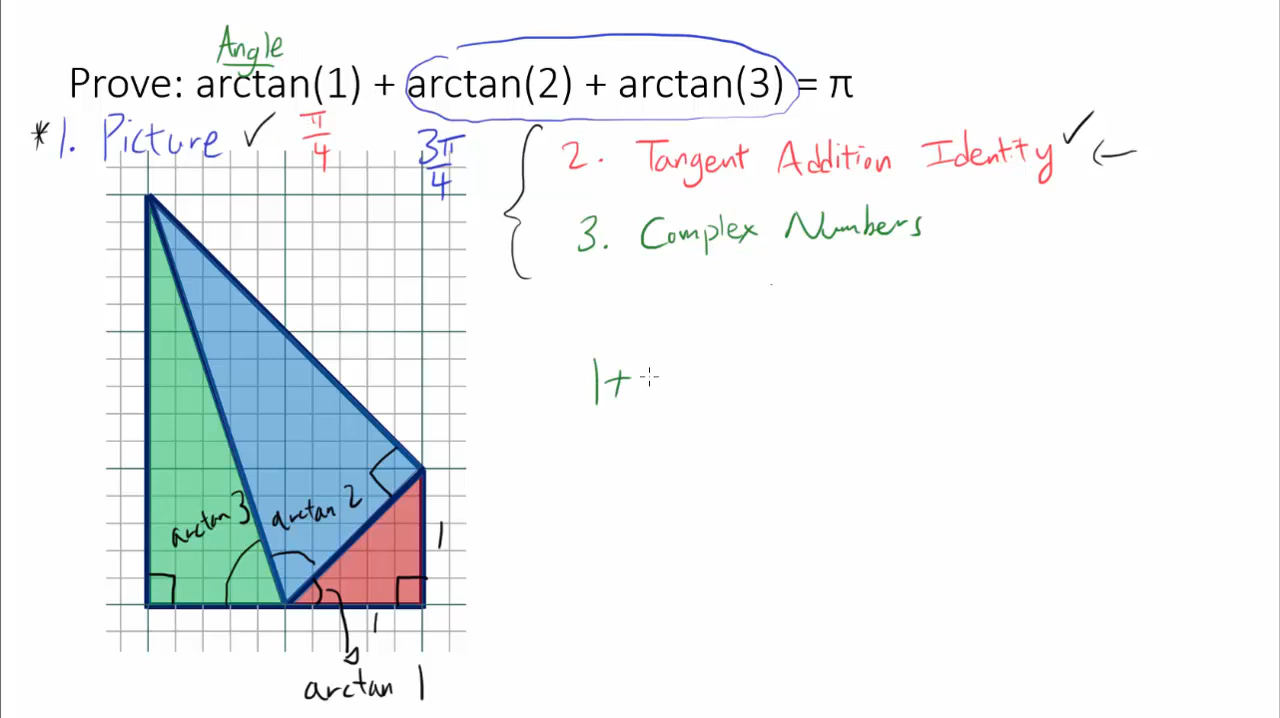 Angle
Prove: arctan(1) + arctan(2) + arctan(3) = π
*1. Picture ✓
π/4
3π/4
2. Tangent Addition Identity ✓ ←
3. Complex Numbers
1+
arctan 3
arctan 2
1
1
arctan 1